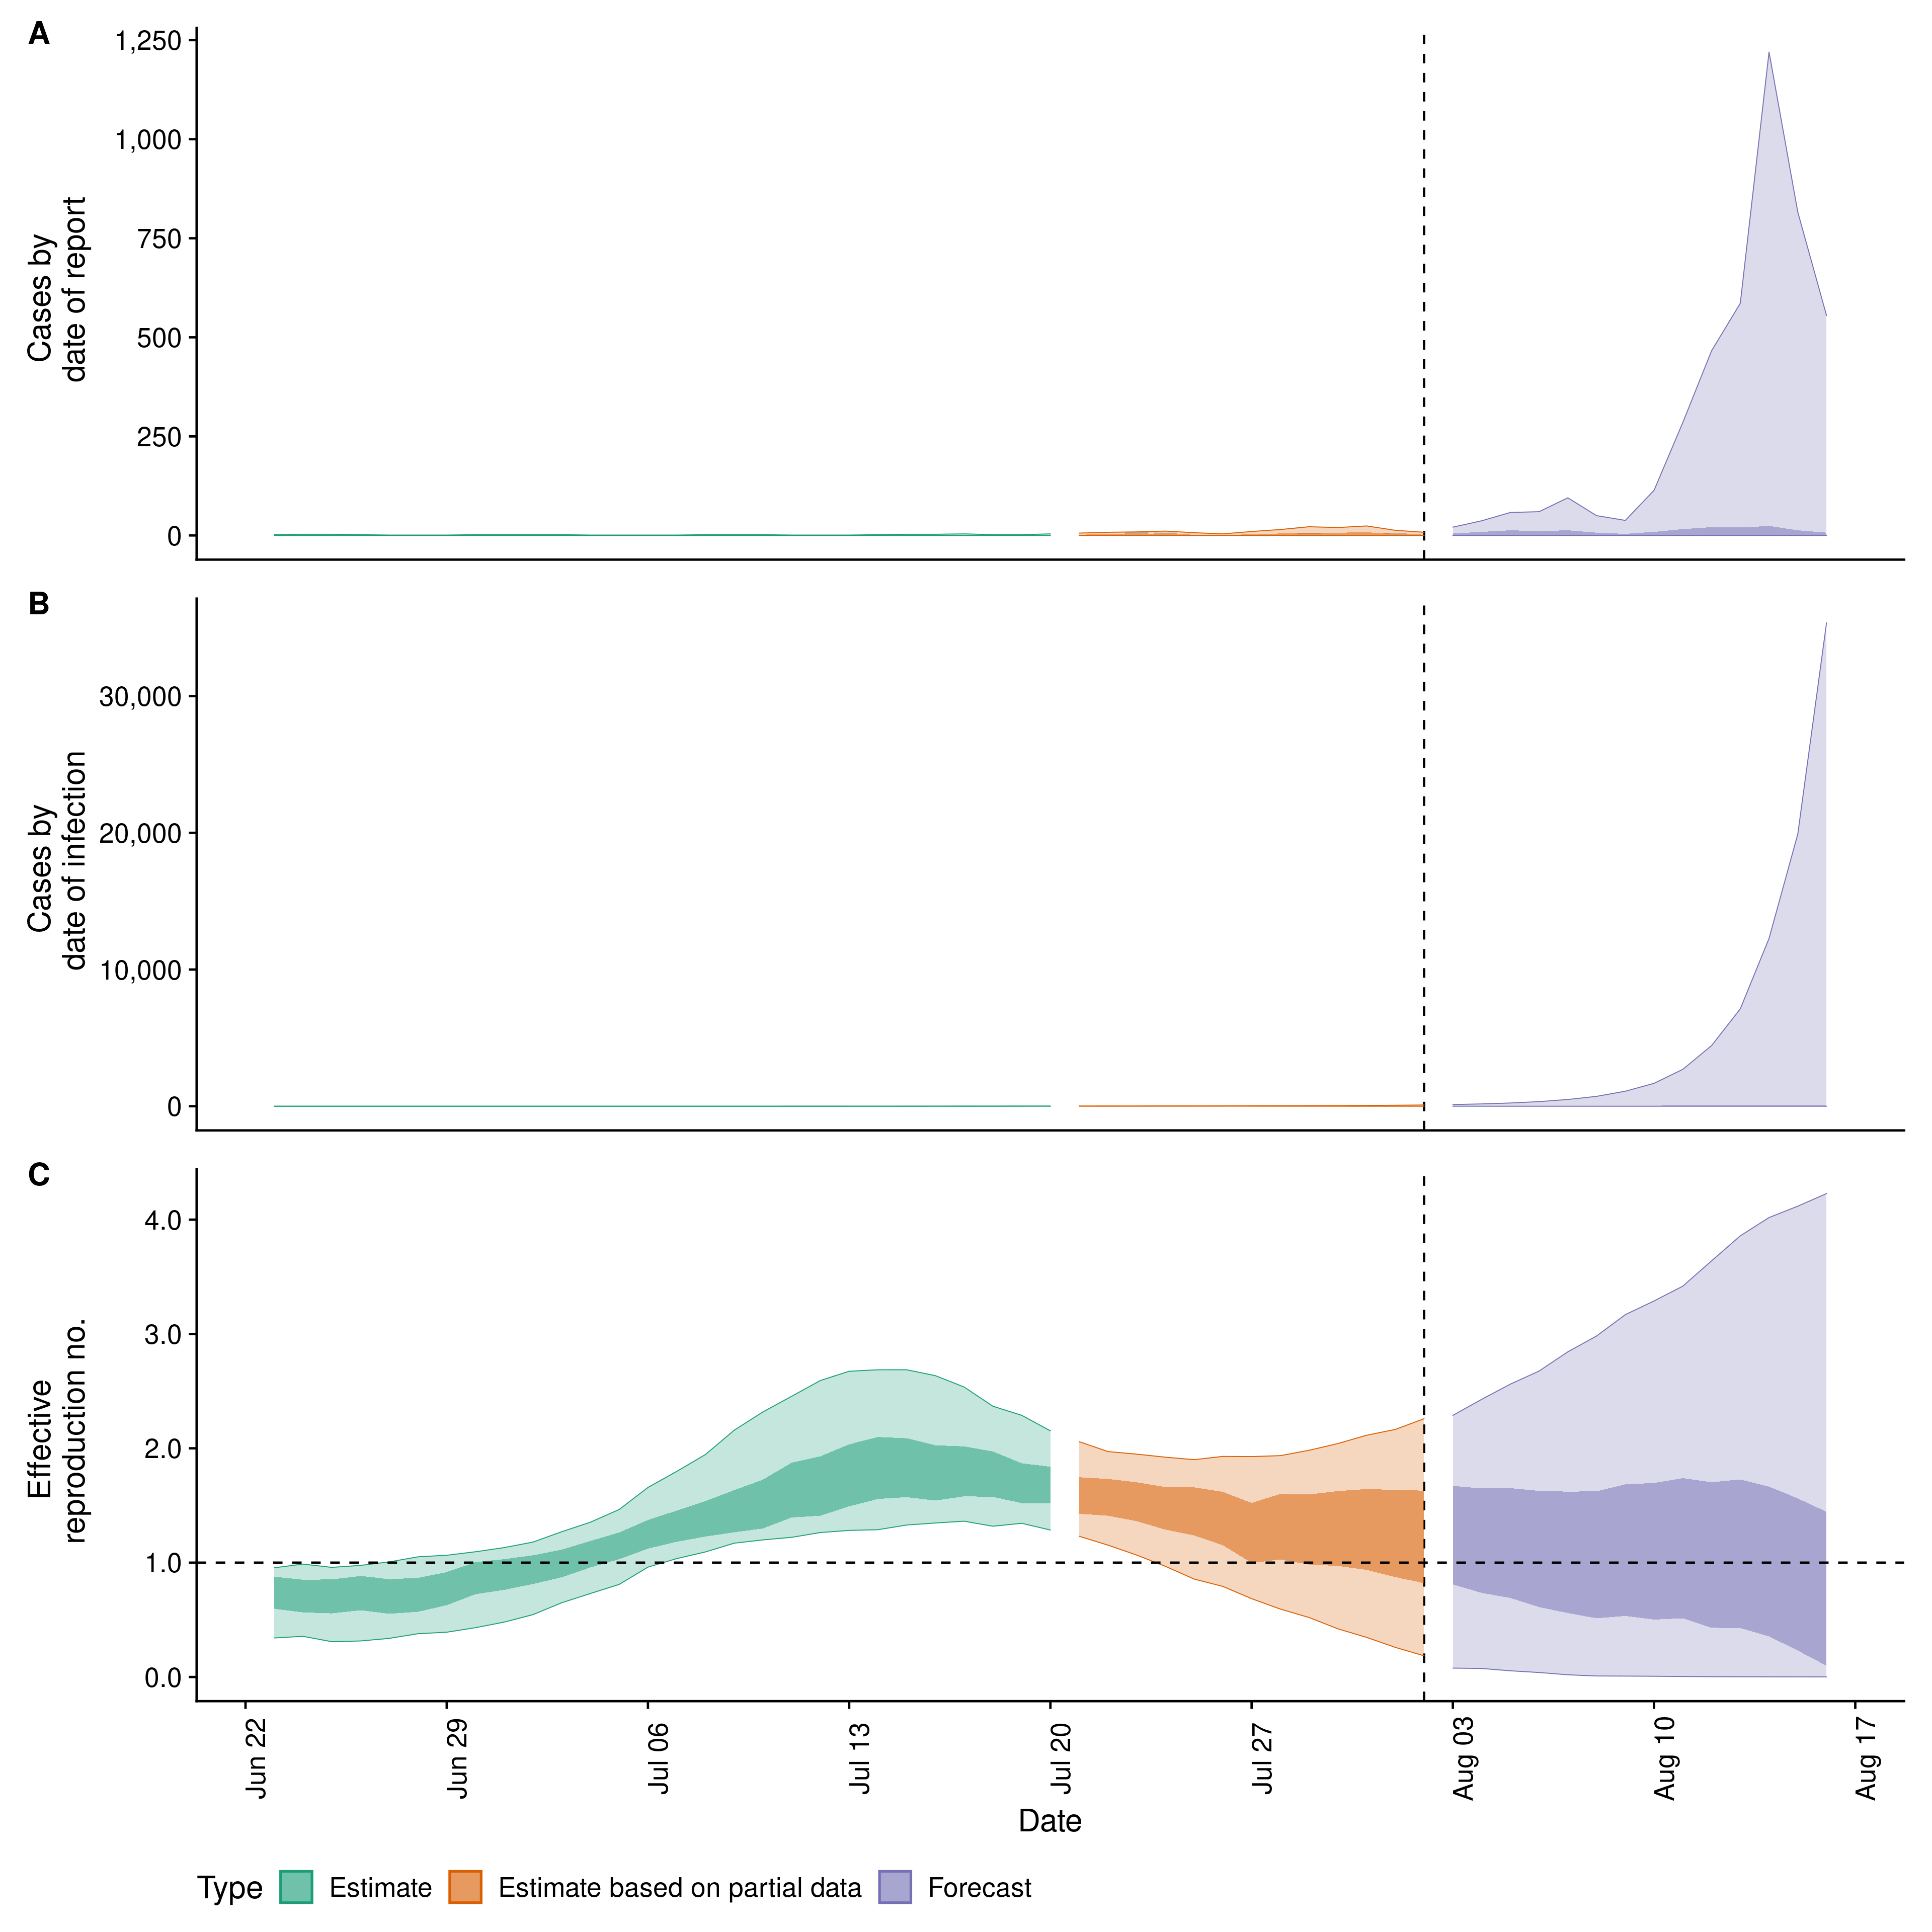 A
1,250
1,000
750
500
250
0
Cases by
date of report
B
30,000
20,000
10,000
0
Cases by
date of infection
C
4.0
3.0
2.0
1.0
0.0
Effective
reproduction no.
Jun 22
Jun 29
Jul 06
Jul 13
Jul 20
Jul 27
Aug 03
Aug 10
Aug 17
Date
Type Estimate Estimate based on partial data Forecast